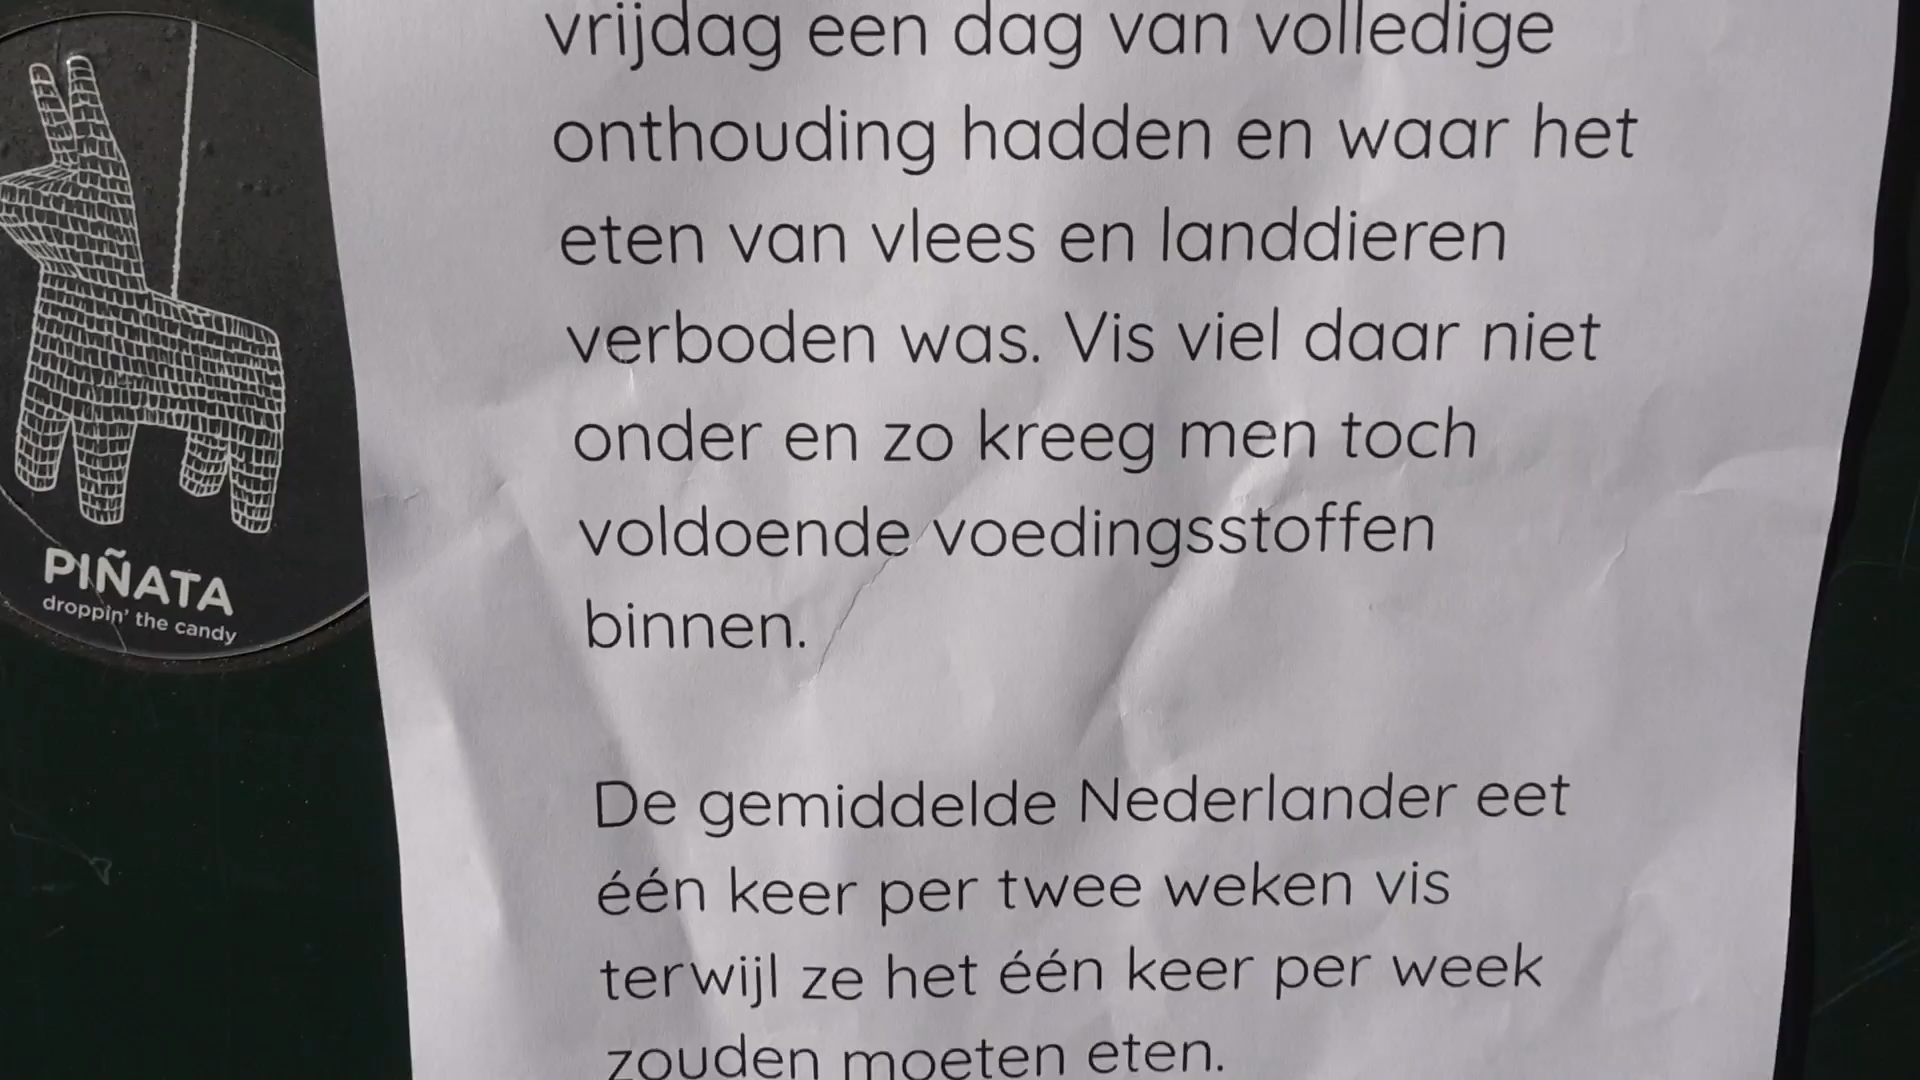 vrijdag een dag van volledige
onthouding hadden en waar het
eten van vlees en landdieren
verboden was. Vis viel daar niet
onder en zo kreeg men toch
voldoende voedingsstoffen
binnen.
De gemiddelde Nederlander eet
één keer per twee weken vis
terwijl ze het één keer per week
zouden moeten eten.
PIÑATA
droppin' the candy